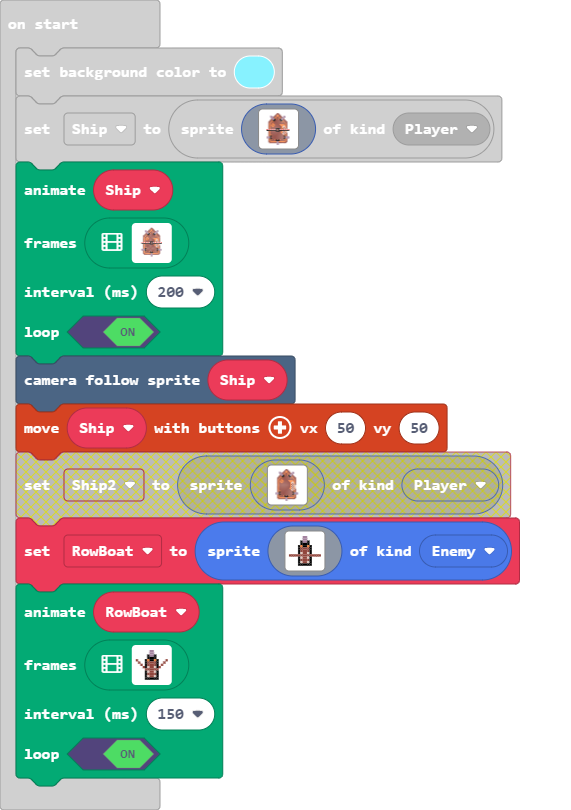 on start
set background color to
set Ship to sprite of kind Player
animate Ship
frames
interval (ms) 200
loop ON
camera follow sprite Ship
move Ship with buttons vx 50 vy 50
set Ship2 to sprite of kind Player
set RowBoat to sprite of kind Enemy
animate RowBoat
frames
interval (ms) 150
loop ON